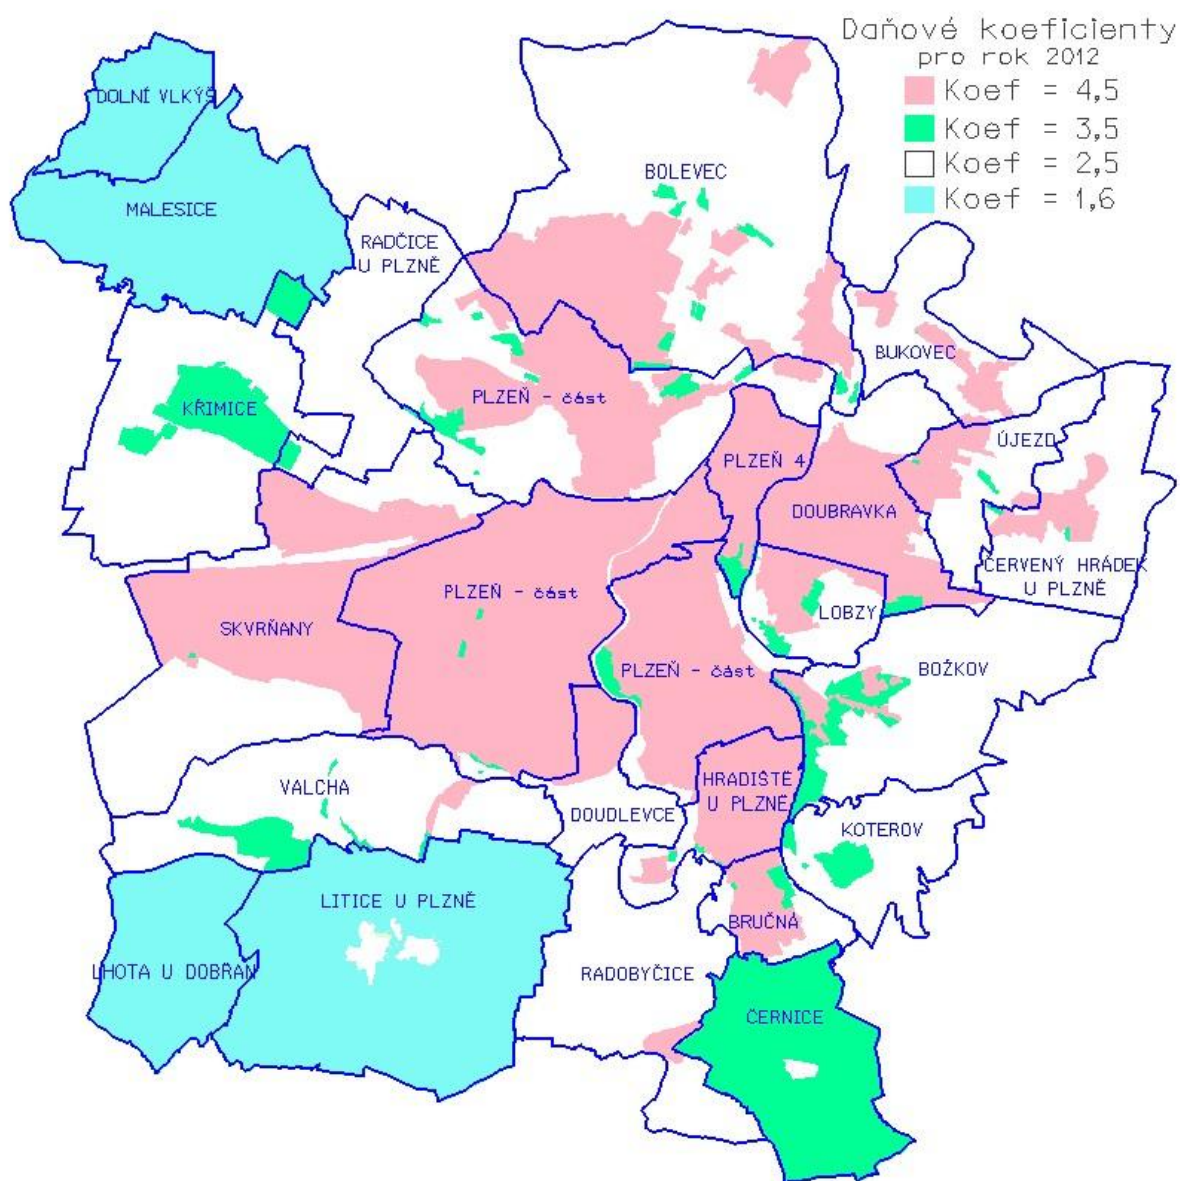 Daňové koeficienty
pro rok 2012
Koef = 4,5
Koef = 3,5
Koef = 2,5
Koef = 1,6
DOLNÍ VLKÝŠ
MALESICE
BOLEVEC
RADČICE
U PLZNĚ
BUKOVEC
KŘIMICE
PLZEŇ - část
ÚJEZD
PLZEŇ 4
DOUBRAVKA
ČERVENÝ HRÁDEK
U PLZNĚ
PLZEŇ - část
LOBZY
SKVRŇANY
PLZEŇ - část
BOŽKOV
VALCHA
HRADIŠTĚ
U PLZNĚ
DOUDLEVCE
KOTEROV
LITICE U PLZNĚ
BRUČNÁ
LHOTA U DOBŘAN
RADOBYČICE
ČERNICE